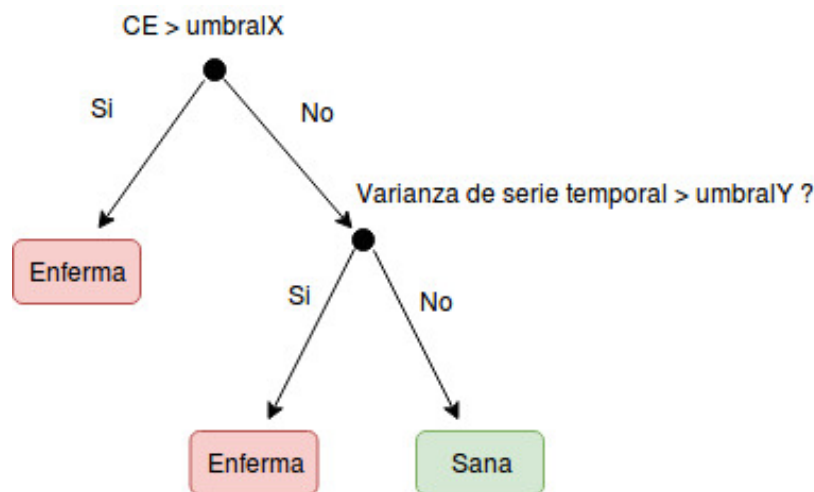 CE > umbralX
Si
No
Varianza de serie temporal > umbralY ?
Enferma
Si
No
Enferma
Sana